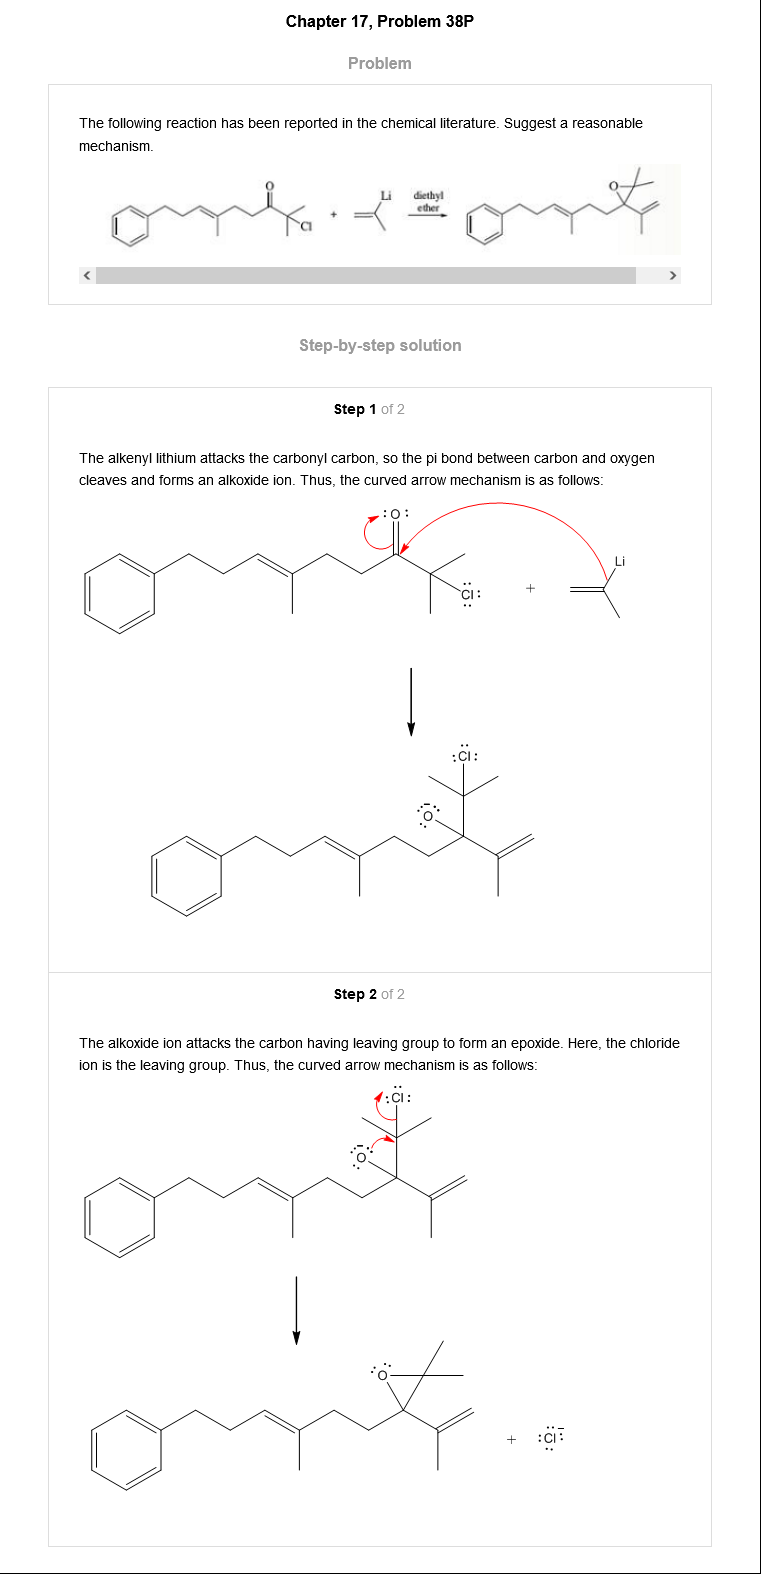 Chapter 17, Problem 38P
Problem
The following reaction has been reported in the chemical literature. Suggest a reasonable
mechanism.
O
Cl
+
Li
diethyl
ether
O
Step-by-step solution
Step 1 of 2
The alkenyl lithium attacks the carbonyl carbon, so the pi bond between carbon and oxygen
cleaves and forms an alkoxide ion. Thus, the curved arrow mechanism is as follows:
:O:
:Cl:
+
Li
:Cl:
:O:−
Step 2 of 2
The alkoxide ion attacks the carbon having leaving group to form an epoxide. Here, the chloride
ion is the leaving group. Thus, the curved arrow mechanism is as follows:
:Cl:
:O:−
:O
+ :Cl:−